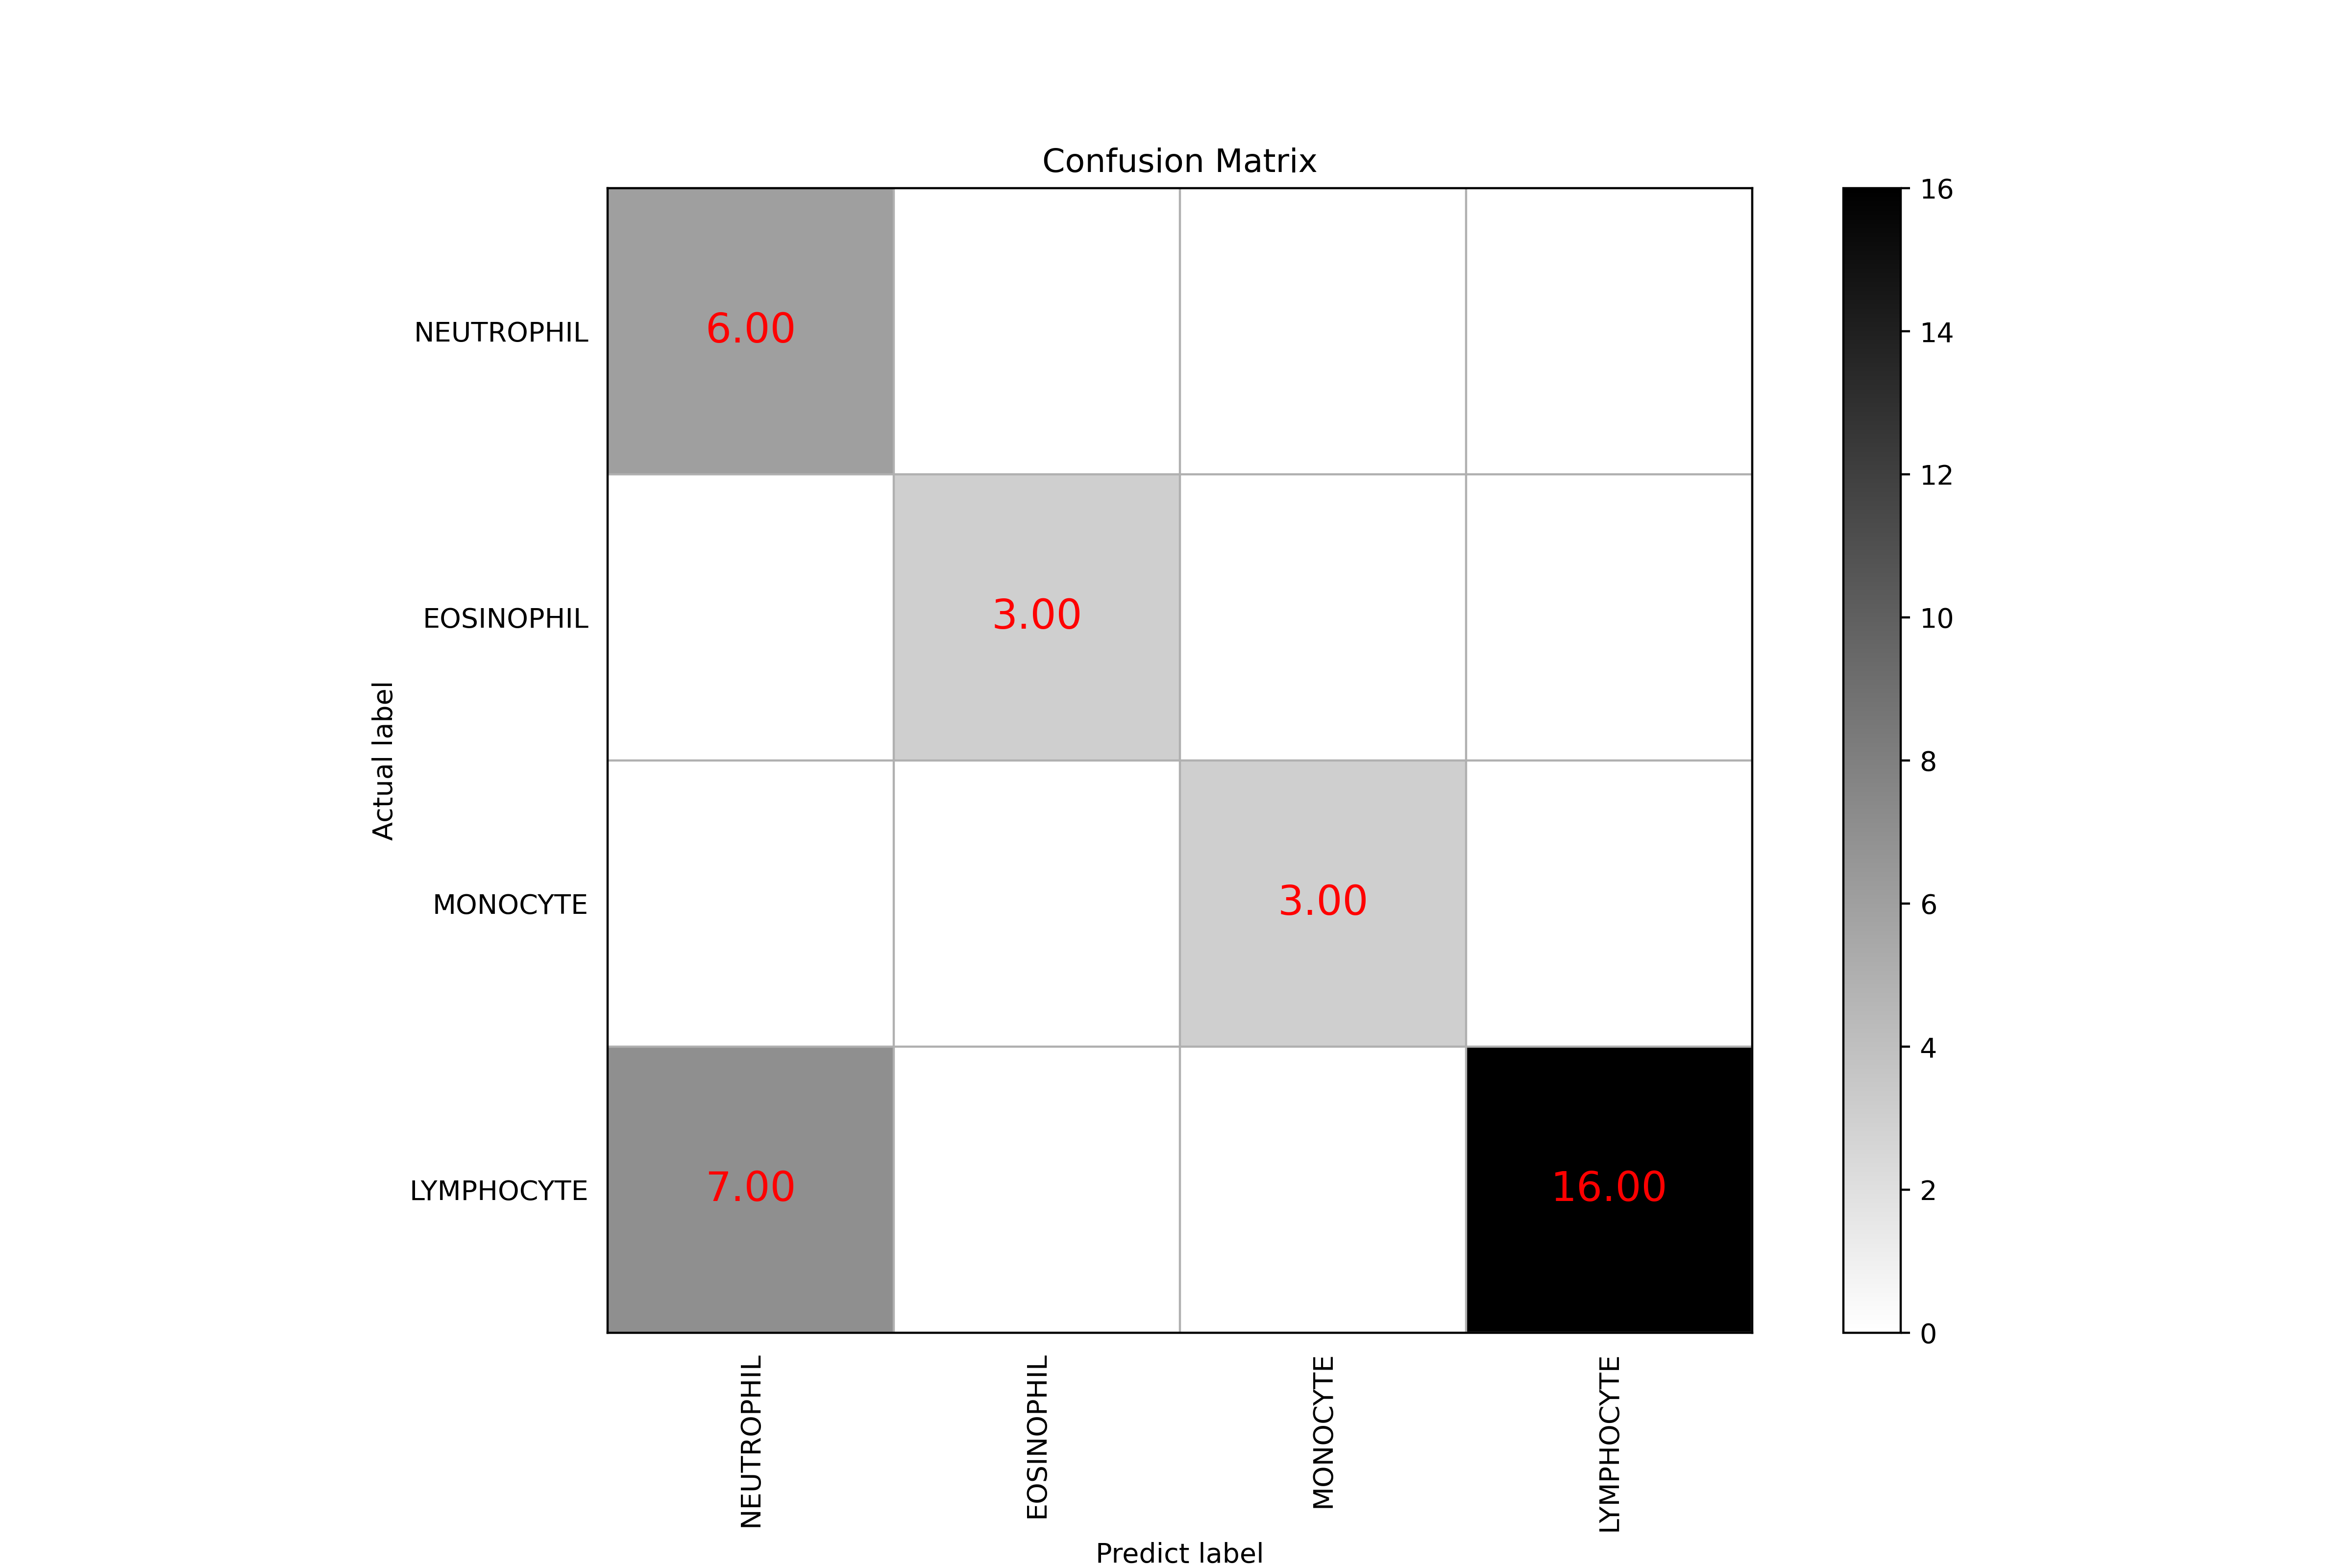 Confusion Matrix
16
14
12
10
8
6
4
2
0
NEUTROPHIL
EOSINOPHIL
MONOCYTE
LYMPHOCYTE
Actual label
6.00
3.00
3.00
7.00 16.00
NEUTROPHIL
EOSINOPHIL
MONOCYTE
LYMPHOCYTE
Predict label